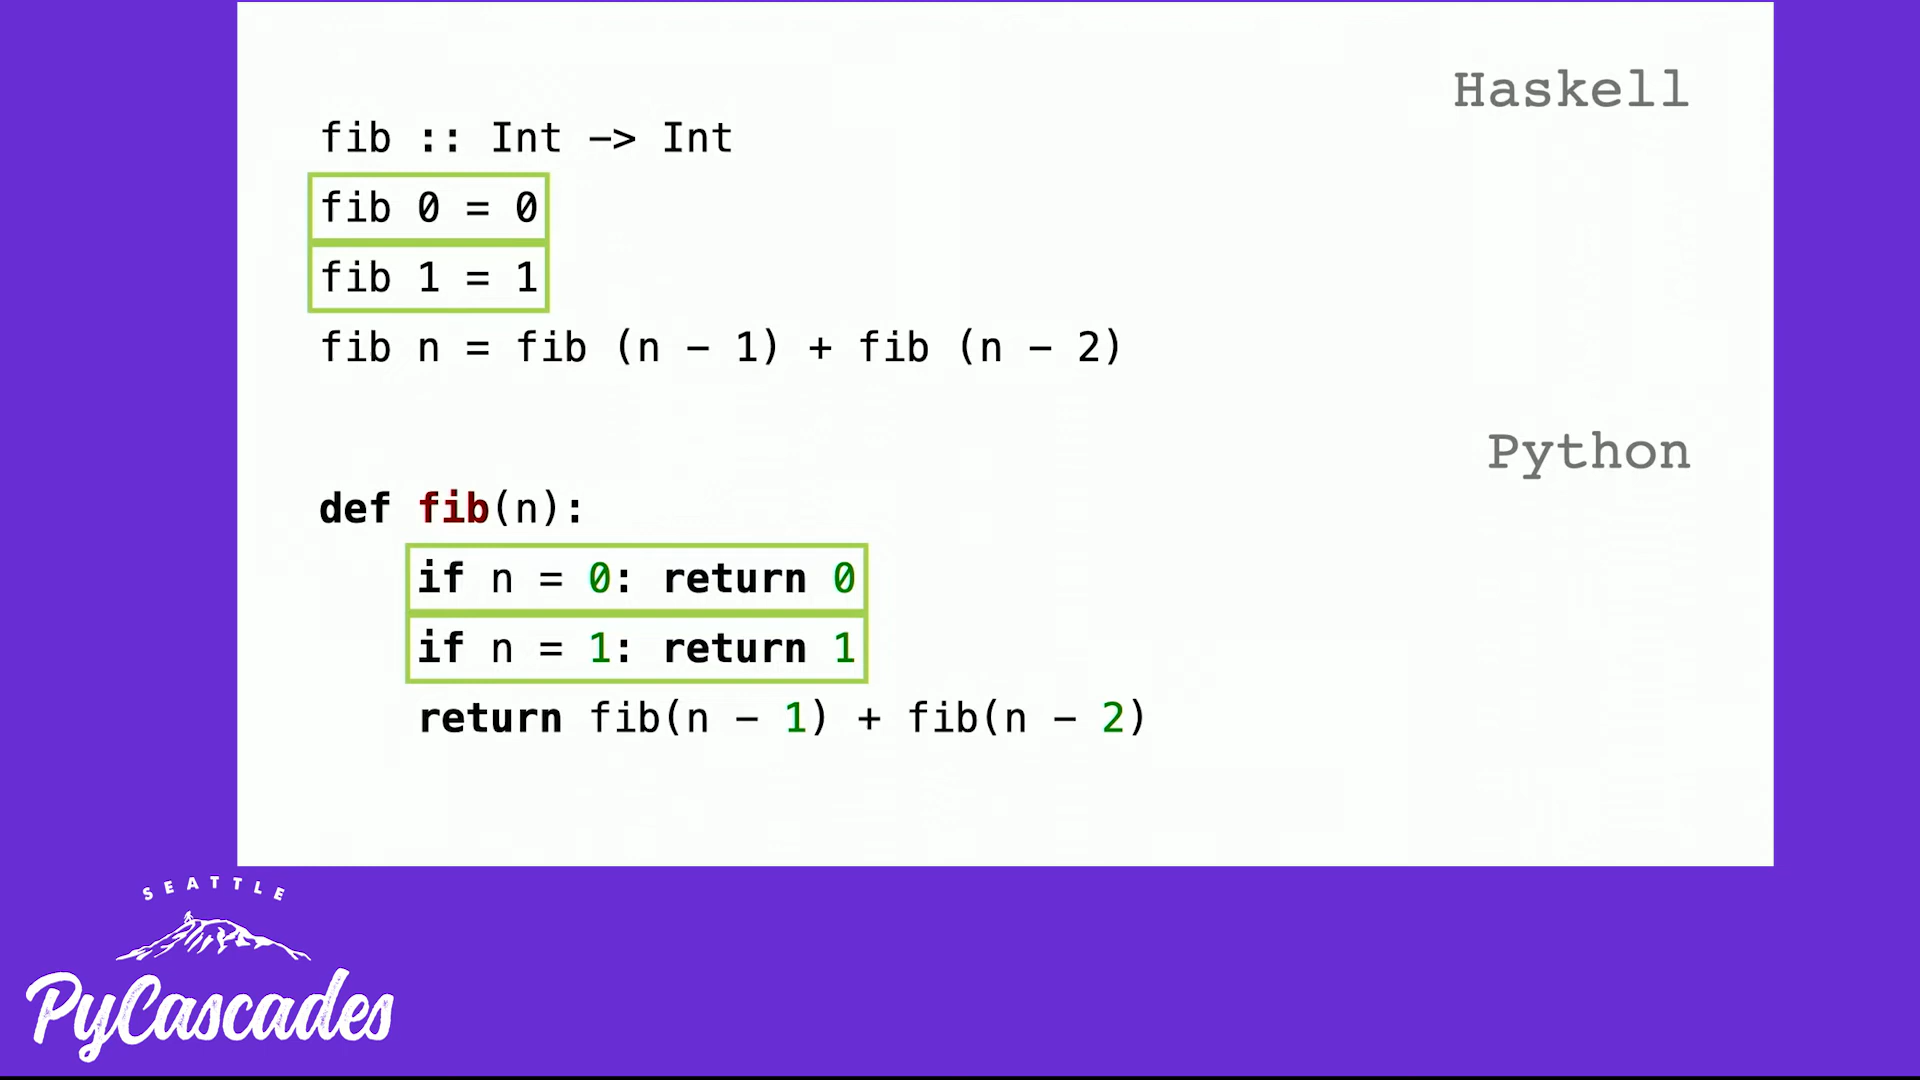 Haskell
fib :: Int -> Int
fib 0 = 0
fib 1 = 1
fib n = fib (n - 1) + fib (n - 2)
Python
def fib(n):
if n = 0: return 0
if n = 1: return 1
return fib(n - 1) + fib(n - 2)
SEATTLE
PyCascades